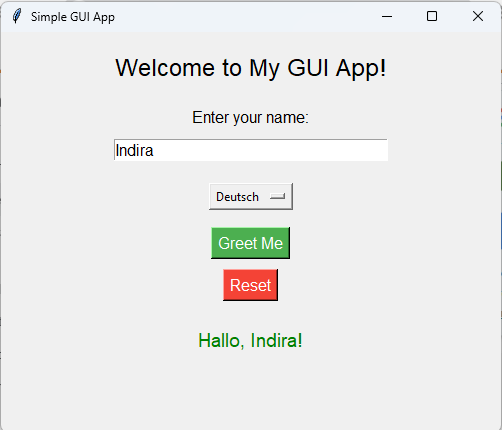 Simple GUI App
Welcome to My GUI App!
Enter your name:
Indira
Deutsch
Greet Me
Reset
Hallo, Indira!